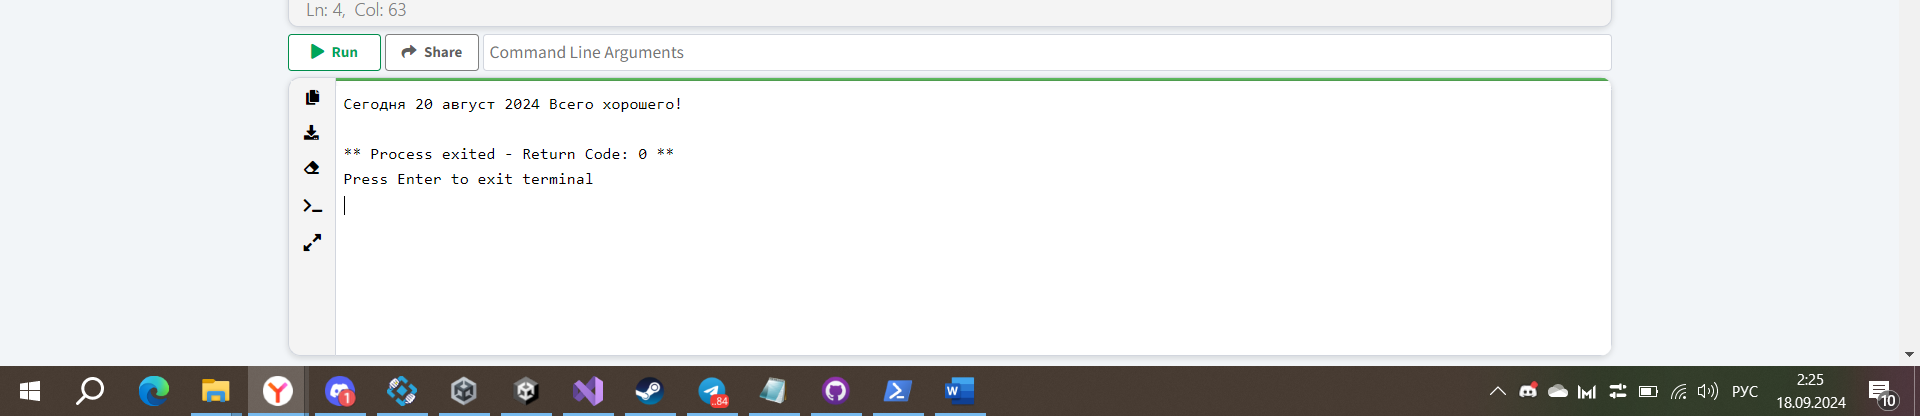 Ln: 4, Col: 63
Run
Share
Command Line Arguments
Сегодня 20 август 2024 Всего хорошего!
** Process exited - Return Code: 0 **
Press Enter to exit terminal
1
..84
W
РУС
2:25
18.09.2024
10